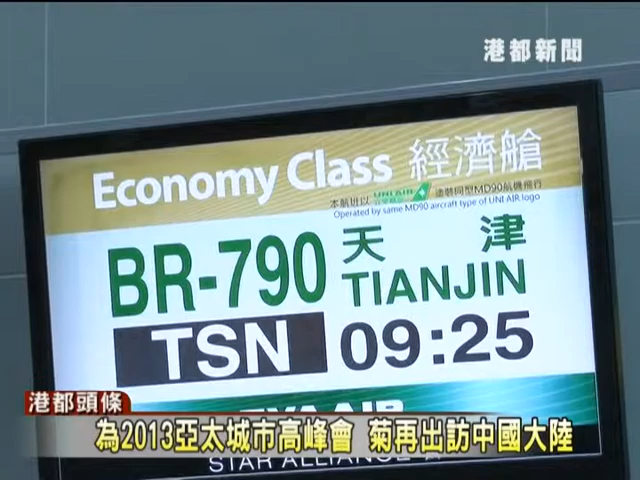 港都新聞
Economy Class 經濟艙
本航班以 UNI AIR 塗裝同型MD90航機飛行
Operated by same MD90 aircraft type of UNI AIR logo
BR-790 天津
TIANJIN
TSN 09:25
港都頭條
為2013亞太城市高峰會 菊再出訪中國大陸
STAR ALLIANCE